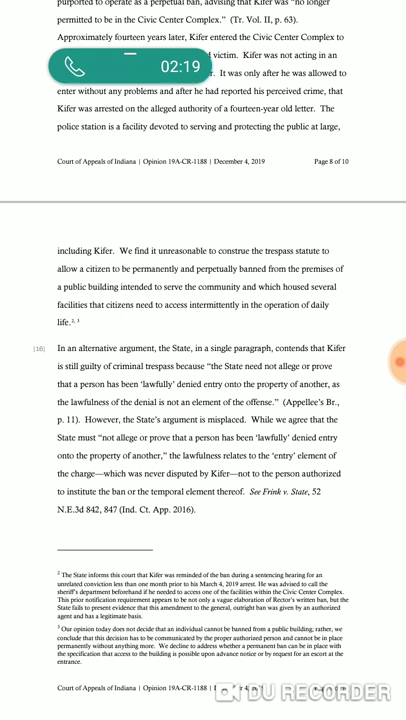 purported to operate as a perpetual ban, advising that Kifer was “no longer
permitted to be in the Civic Center Complex.” (Tr. Vol. II, p. 63).
Approximately fourteen years later, Kifer entered the Civic Center Complex to
victim. Kifer was not acting in an
02:19
It was only after he was allowed to
enter without any problems and after he had reported his perceived crime, that
Kifer was arrested on the alleged authority of a fourteen-year old letter. The
police station is a facility devoted to serving and protecting the public at large,
Court of Appeals of Indiana | Opinion 19A-CR-1188 | December 4, 2019 Page 8 of 10
including Kifer. We find it unreasonable to construe the trespass statute to
allow a citizen to be permanently and perpetually banned from the premises of
a public building intended to serve the community and which housed several
facilities that citizens need to access intermittently in the operation of daily
life.2, 3
[16] In an alternative argument, the State, in a single paragraph, contends that Kifer
is still guilty of criminal trespass because “the State need not allege or prove
that a person has been ‘lawfully’ denied entry onto the property of another, as
the lawfulness of the denial is not an element of the offense.” (Appellee’s Br.,
p. 11). However, the State’s argument is misplaced. While we agree that the
State must “not allege or prove that a person has been ‘lawfully’ denied entry
onto the property of another,” the lawfulness relates to the ‘entry’ element of
the charge—which was never disputed by Kifer—not to the person authorized
to institute the ban or the temporal element thereof. See Frink v. State, 52
N.E.3d 842, 847 (Ind. Ct. App. 2016).
2 The State informs this court that Kifer was reminded of the ban during a sentencing hearing for an
unrelated conviction less than one month prior to his March 4, 2019 arrest. He was advised to call the
sheriff’s department beforehand if he needed to access one of the facilities within the Civic Center Complex.
This prior notification requirement appears to be not only a vague elaboration of Rector’s written ban, but the
State fails to present evidence that this amendment to the general, outright ban was given by an authorized
agent and has a legitimate basis.
3 Our opinion today does not decide that an individual cannot be banned from a public building; rather, we
conclude that this decision has to be communicated by the proper authorized person and cannot be in place
permanently without anything more. We decline to address whether a permanent ban can be in place with
the specification that access to the building is possible upon advance notice or by request for an escort at the
entrance.
Court of Appeals of Indiana | Opinion 19A-CR-1188 | 4,
DU RECORDER